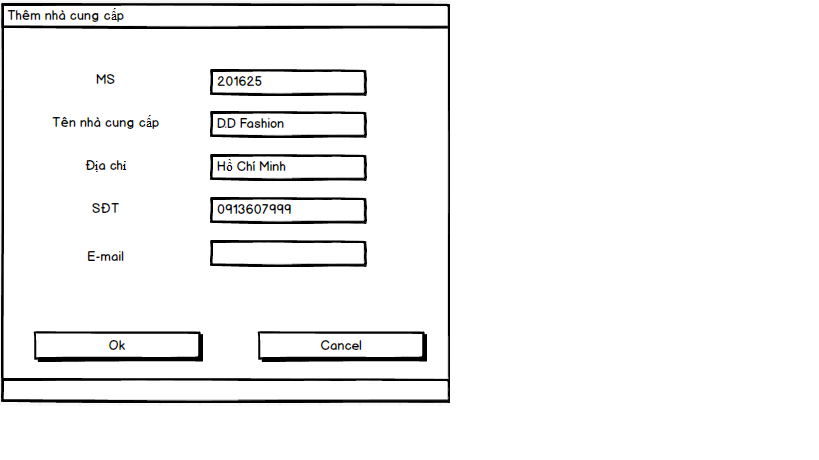 Thêm nhà cung cấp
MS 201625
Tên nhà cung cấp D.D Fashion
Địa chỉ Hồ Chí Minh
SĐT 0913607999
E-mail
Ok Cancel